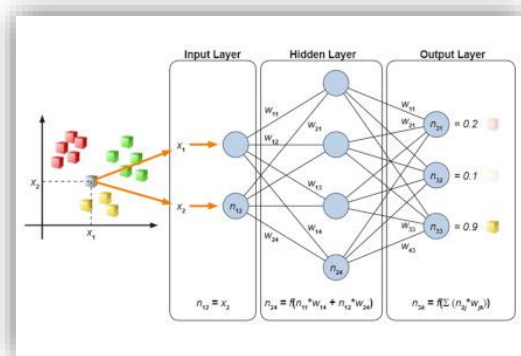 Input Layer
Hidden Layer
Output Layer
w₁₁
w₁₂
w₂₁
w₁₃
w₁₄
w₂₄
w₁₁
w₂₁
w₃₃
w₄₃
x₁
x₂
x₂
x₁
n₁₂
n₂₄
n₃₁ = 0.2
n₃₂ = 0.1
n₃₃ = 0.9
n₁₂ = x₂
n₂₄ = f(n₁₁*w₁₄ + n₁₂*w₂₄)
n₃ₖ = f(Σ (n₂ⱼ*wⱼₖ)